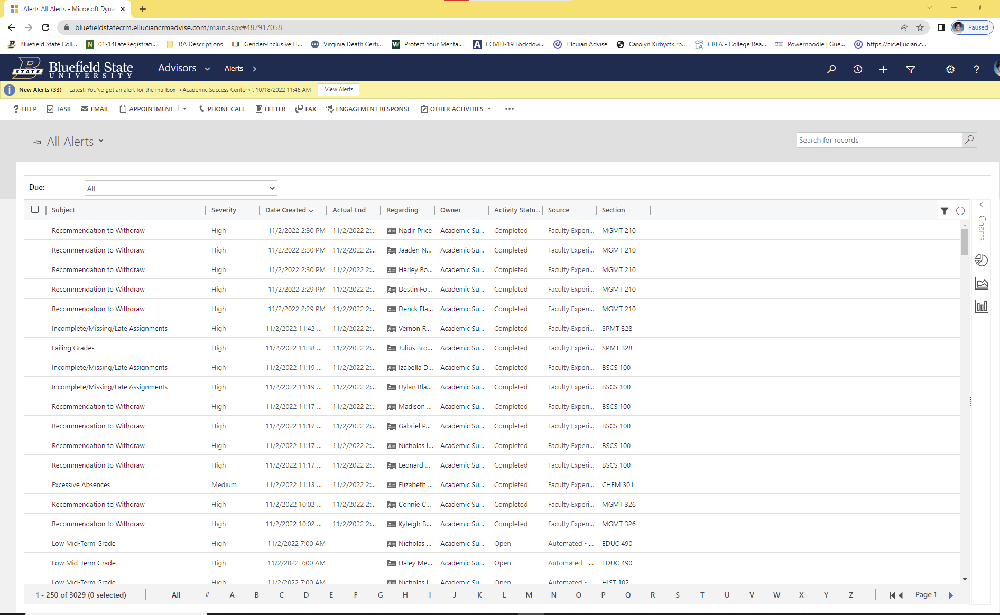 Alerts All Alerts - Microsoft Dyna
bluefieldstatecrm.elluciancrmadvise.com/main.aspx#487917058 Paused
Bluefield State Coll... 01-14LateRegistrati... RA Descriptions Gender-Inclusive H... Virginia Death Certi... Protect Your Mental... COVID-19 Lockdow... Ellcuian Advise Carolyn Kirbyctkirb... CRLA - College Rea... Powernoodle | Gue... https://cic.ellucian.c...
B STATE Bluefield State UNIVERSITY Advisors Alerts
New Alerts (33) Latest: You've got an alert for the mailbox '<Academic Success Center>'. 10/18/2022 11:46 AM View Alerts
? HELP TASK EMAIL APPOINTMENT PHONE CALL LETTER FAX ENGAGEMENT RESPONSE OTHER ACTIVITIES •••
All Alerts Search for records
Due: All
Subject Severity Date Created Actual End Regarding Owner Activity Statu... Source Section
Charts
Recommendation to Withdraw High 11/2/2022 2:30 PM 11/2/2022 2:... Nadir Price Academic Su... Completed Faculty Experi... MGMT 210
Recommendation to Withdraw High 11/2/2022 2:30 PM 11/2/2022 2:... Jaaden N... Academic Su... Completed Faculty Experi... MGMT 210
Recommendation to Withdraw High 11/2/2022 2:30 PM 11/2/2022 2:... Harley Bo... Academic Su... Completed Faculty Experi... MGMT 210
Recommendation to Withdraw High 11/2/2022 2:29 PM 11/2/2022 2:... Destin Fo... Academic Su... Completed Faculty Experi... MGMT 210
Recommendation to Withdraw High 11/2/2022 2:29 PM 11/2/2022 2:... Derick Fla... Academic Su... Completed Faculty Experi... MGMT 210
Incomplete/Missing/Late Assignments High 11/2/2022 11:42 ... 11/2/2022 2:... Vernon R... Academic Su... Completed Faculty Experi... SPMT 328
Failing Grades High 11/2/2022 11:38 ... 11/2/2022 2:... Julius Bro... Academic Su... Completed Faculty Experi... SPMT 328
Incomplete/Missing/Late Assignments High 11/2/2022 11:19 ... 11/2/2022 2:... Izabella D... Academic Su... Completed Faculty Experi... BSCS 100
Incomplete/Missing/Late Assignments High 11/2/2022 11:19 ... 11/2/2022 2:... Dylan Bla... Academic Su... Completed Faculty Experi... BSCS 100
Recommendation to Withdraw High 11/2/2022 11:17 ... 11/2/2022 2:... Madison ... Academic Su... Completed Faculty Experi... BSCS 100
Recommendation to Withdraw High 11/2/2022 11:17 ... 11/2/2022 2:... Gabriel P... Academic Su... Completed Faculty Experi... BSCS 100
Recommendation to Withdraw High 11/2/2022 11:17 ... 11/2/2022 2:... Nicholas I... Academic Su... Completed Faculty Experi... BSCS 100
Recommendation to Withdraw High 11/2/2022 11:17 ... 11/2/2022 2:... Leonard ... Academic Su... Completed Faculty Experi... BSCS 100
Excessive Absences Medium 11/2/2022 11:13 ... 11/2/2022 2:... Elizabeth ... Academic Su... Completed Faculty Experi... CHEM 301
Recommendation to Withdraw High 11/2/2022 10:02 ... 11/2/2022 2:... Connie C... Academic Su... Completed Faculty Experi... MGMT 326
Recommendation to Withdraw High 11/2/2022 10:02 ... 11/2/2022 2:... Kyleigh B... Academic Su... Completed Faculty Experi... MGMT 326
Low Mid-Term Grade High 11/2/2022 7:00 AM Nicholas ... Academic Su... Open Automated - ... EDUC 490
Low Mid-Term Grade High 11/2/2022 7:00 AM Haley Me... Academic Su... Open Automated - ... EDUC 490
Low Mid-Term Grade High 11/2/2022 7:00 AM Nicholas I Academic Su Open Automated - HIST 102
1 - 250 of 3029 (0 selected) All # A B C D E F G H I J K L M N O P Q R S T U V W X Y Z Page 1